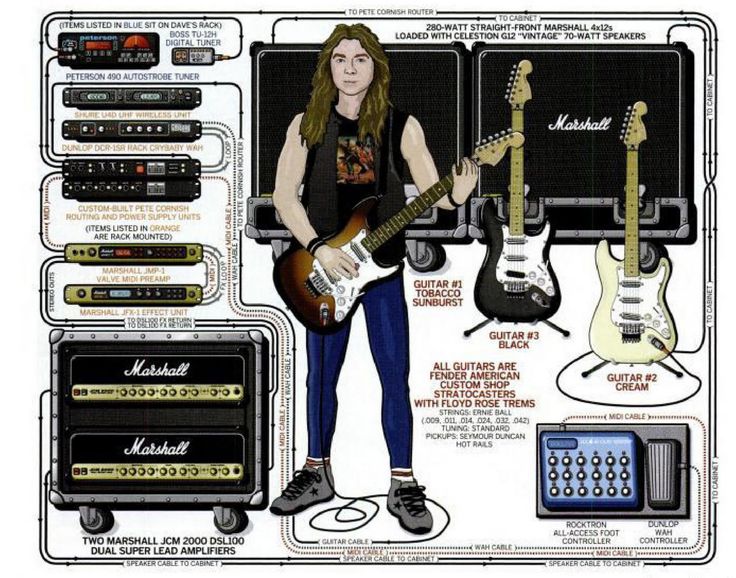 TO PETE CORNISH ROUTER
TO CABINET
(ITEMS LISTED IN BLUE SIT ON DAVE'S RACK)
peterson
BOSS TU-12H
DIGITAL TUNER
280-WATT STRAIGHT-FRONT MARSHALL 4x12s
LOADED WITH CELESTION G12 "VINTAGE" 70-WATT SPEAKERS
PETERSON 490 AUTOSTROBE TUNER
SHURE U4D UHF WIRELESS UNIT
DUNLOP DCR-1SR RACK CRYBABY WAH
LOOP
TO PETE CORNISH ROUTER
TO CABINET
Marshall
MIDI
CUSTOM-BUILT PETE CORNISH
ROUTING AND POWER SUPPLY UNITS
(ITEMS LISTED IN ORANGE
ARE RACK MOUNTED)
MARSHALL JMP-1
VALVE MIDI PREAMP
MIDI
FX LOOP
WAH CABLE
MIDI CABLE
STEREO OUTS
MARSHALL JFX-1 EFFECT UNIT
TO DSL100 FX RETURN
TO DSL100 FX RETURN
GUITAR #1
TOBACCO
SUNBURST
GUITAR #3
BLACK
GUITAR #2
CREAM
TO CABINET
Marshall
Marshall
MIDI CABLE
WAH CABLE
ALL GUITARS ARE
FENDER AMERICAN
CUSTOM SHOP
STRATOCASTERS
WITH FLOYD ROSE TREMS
STRINGS: ERNIE BALL
(.009, .011, .014, .024, .032, .042)
TUNING: STANDARD
PICKUPS: SEYMOUR DUNCAN
HOT RAILS
MIDI CABLE
TO CABINET
ROCKTRON
ALL-ACCESS FOOT
CONTROLLER
DUNLOP
WAH
CONTROLLER
TWO MARSHALL JCM 2000 DSL100
DUAL SUPER LEAD AMPLIFIERS
GUITAR CABLE
WAH CABLE
MIDI CABLE
MIDI CABLE
SPEAKER CABLE TO CABINET
SPEAKER CABLE TO CABINET
SPEAKER CABLE TO CABINET